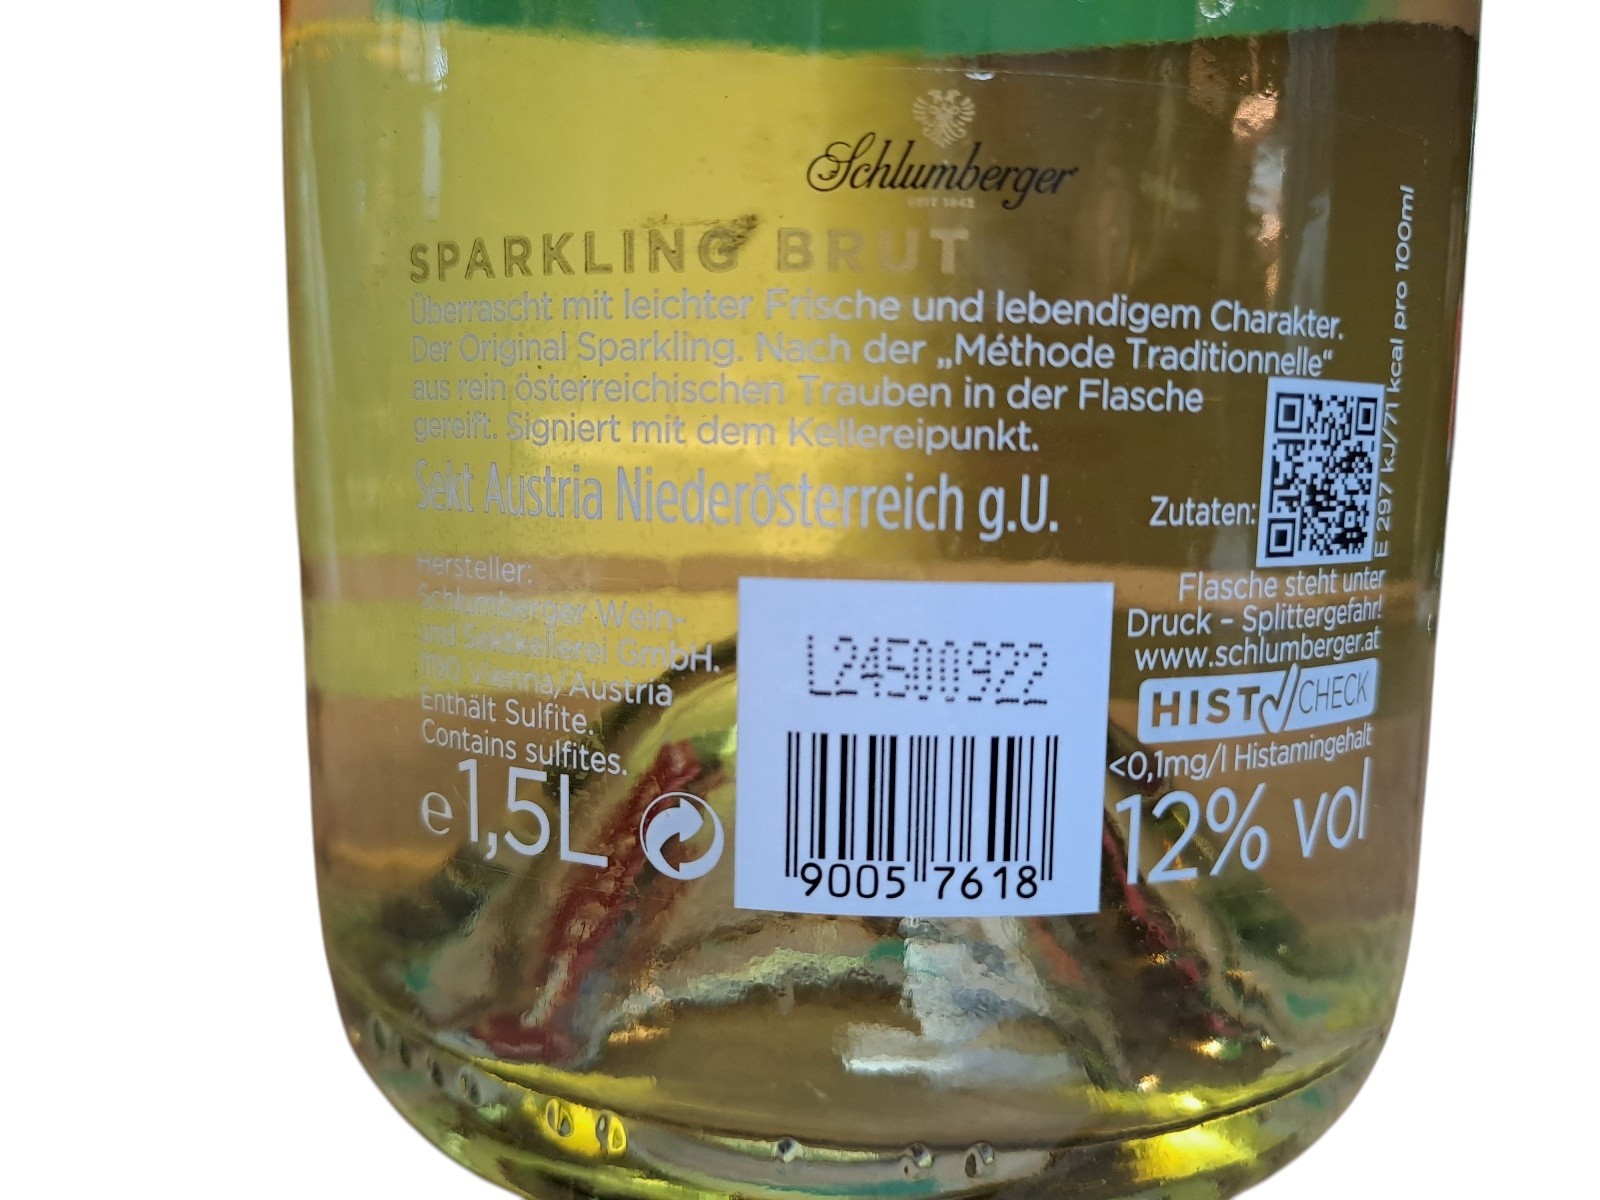 Schlumberger
SEIT 1842
SPARKLING BRUT
Überrascht mit leichter Frische und lebendigem Charakter.
Der Original Sparkling. Nach der „Méthode Traditionnelle“
aus rein österreichischen Trauben in der Flasche
gereift. Signiert mit dem Kellereipunkt.
Sekt Austria Niederösterreich g.U.
Hersteller:
Schlumberger Wein-
und Sektkellerei GmbH.
1190 Vienna/Austria
Enthält Sulfite.
Contains sulfites.
e1,5L
L24500922
9005 7618
Zutaten:
E 297 kJ/71 kcal pro 100ml
Flasche steht unter
Druck – Splittergefahr!
www.schlumberger.at
HIST CHECK
<0,1mg/l Histamingehalt
12% vol